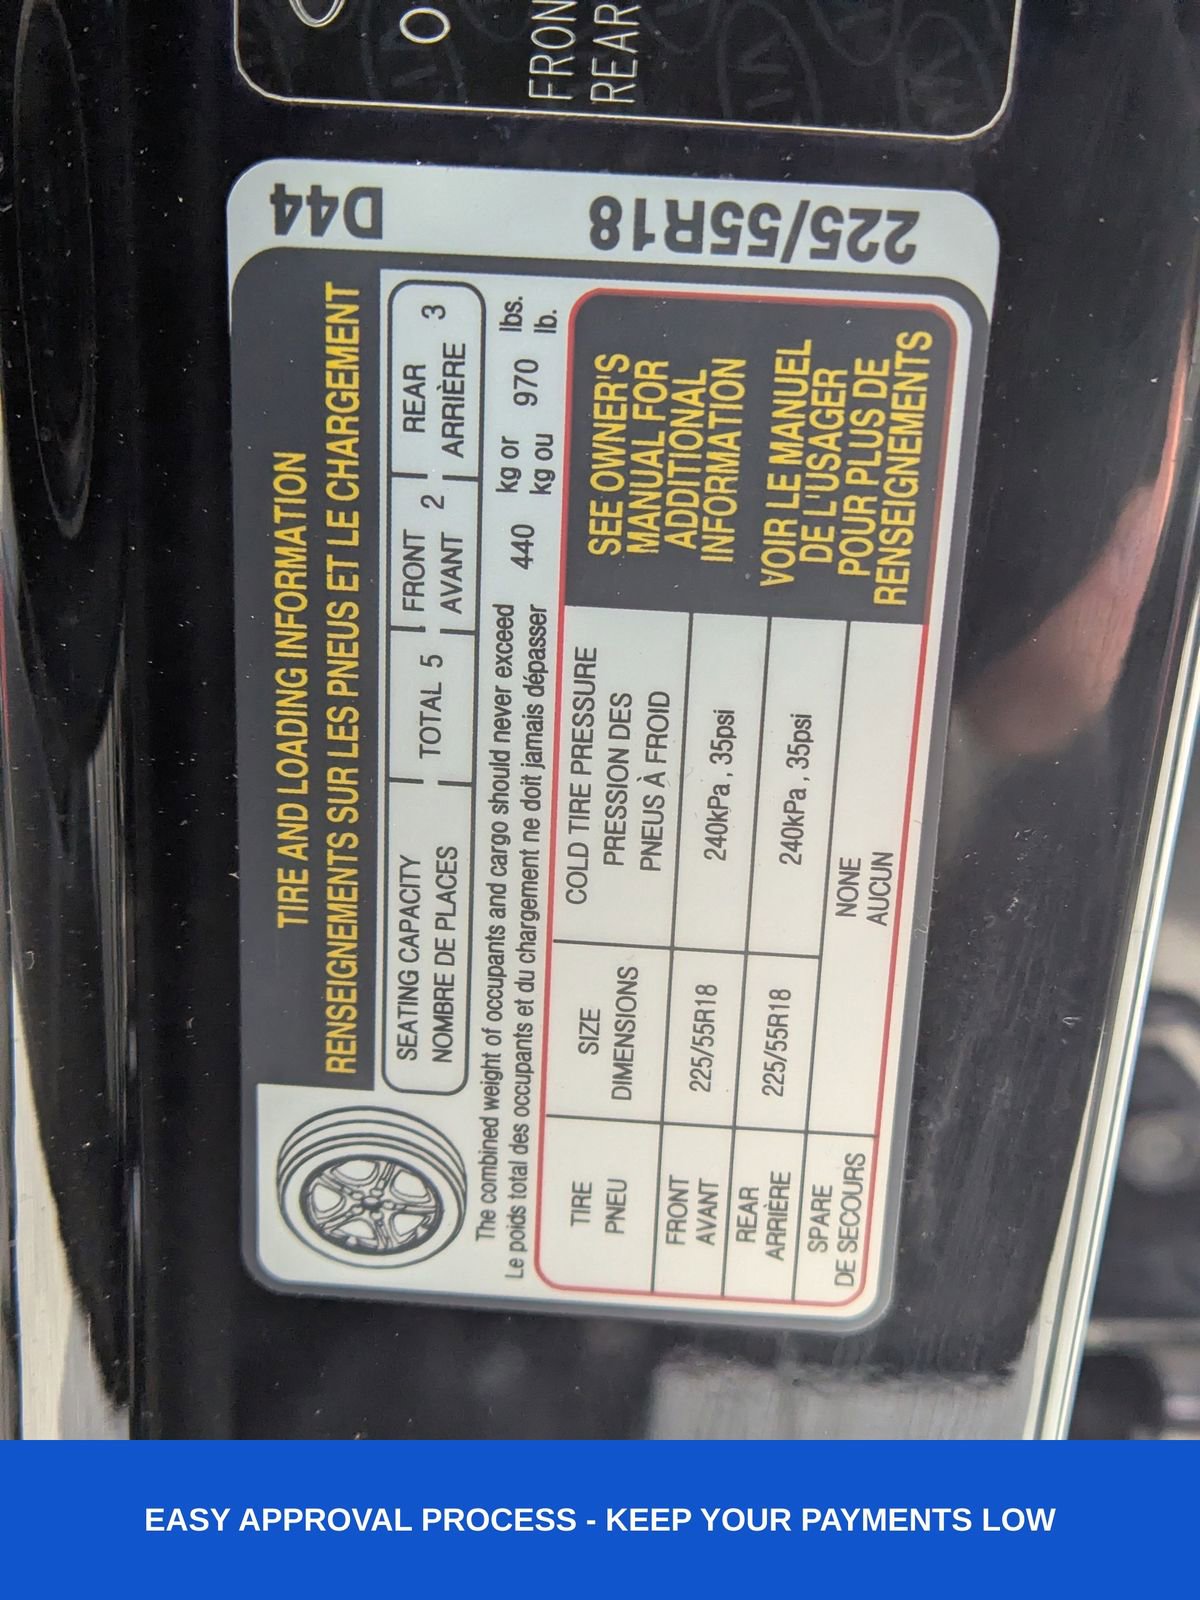 O
FRON
REAR
D44
225/55R18
TIRE AND LOADING INFORMATION
RENSEIGNEMENTS SUR LES PNEUS ET LE CHARGEMENT
SEATING CAPACITY
NOMBRE DE PLACES
TOTAL 5
FRONT
AVANT 2
REAR
ARRIÈRE 3
The combined weight of occupants and cargo should never exceed 440 kg or 970 lbs.
Le poids total des occupants et du chargement ne doit jamais dépasser kg ou lb.
TIRE
PNEU
SIZE
DIMENSIONS
COLD TIRE PRESSURE
PRESSION DES
PNEUS À FROID
FRONT
AVANT
225/55R18
240kPa , 35psi
REAR
ARRIÈRE
225/55R18
240kPa , 35psi
SPARE
DE SECOURS
NONE
AUCUN
SEE OWNER'S
MANUAL FOR
ADDITIONAL
INFORMATION
VOIR LE MANUEL
DE L'USAGER
POUR PLUS DE
RENSEIGNEMENTS
EASY APPROVAL PROCESS - KEEP YOUR PAYMENTS LOW